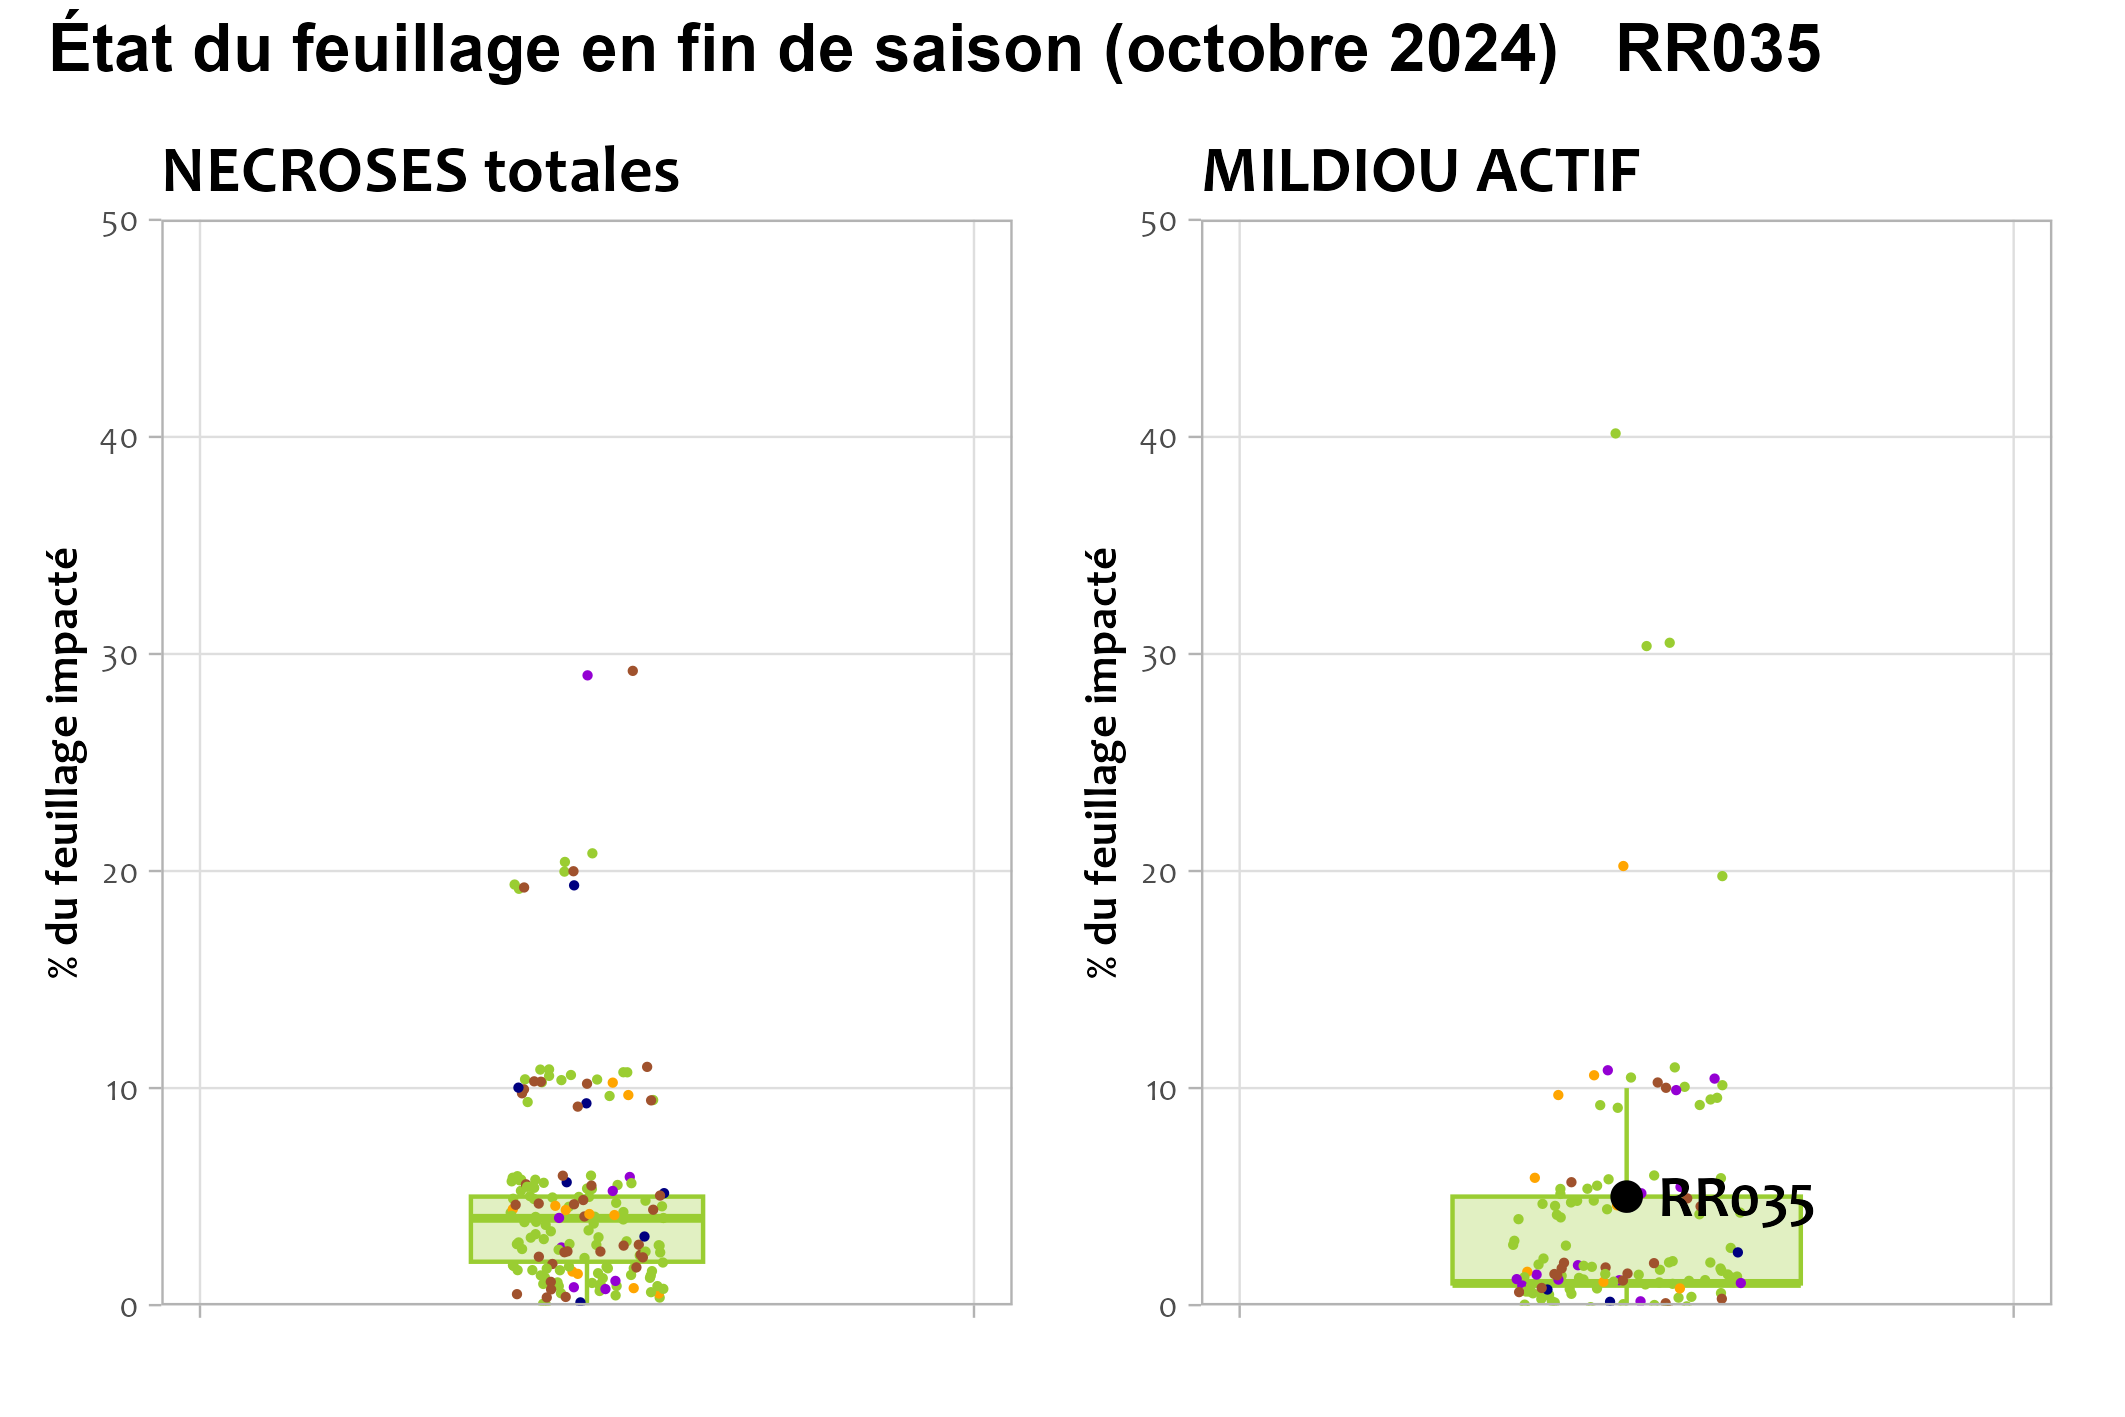 État du feuillage en fin de saison (octobre 2024) RR035
NECROSES totales
% du feuillage impacté
50
40
30
20
10
0
MILDIOU ACTIF
% du feuillage impacté
50
40
30
20
10
0
RR035